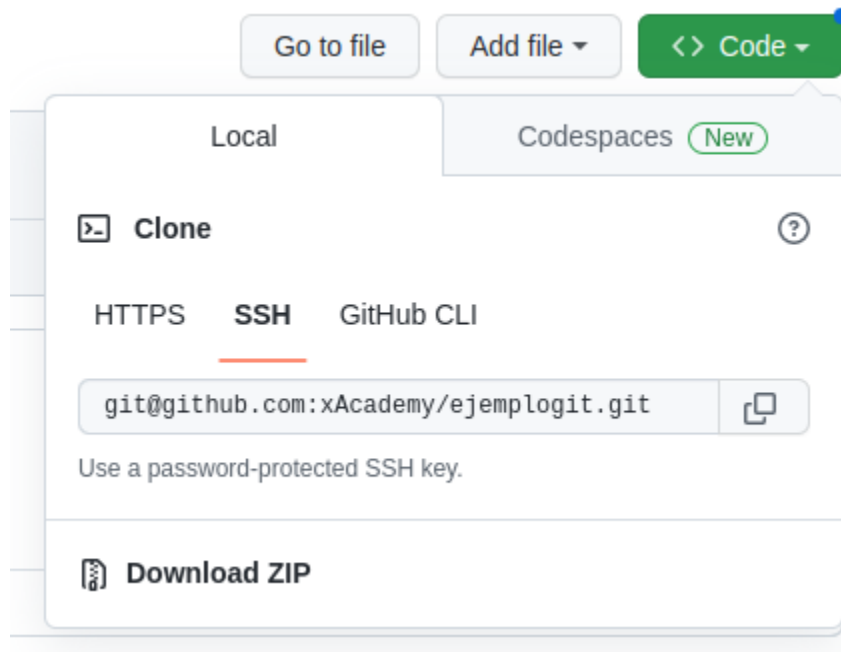 Go to file Add file Code
Local Codespaces New
Clone
HTTPS SSH GitHub CLI
git@github.com:xAcademy/ejemplogit.git
Use a password-protected SSH key.
Download ZIP